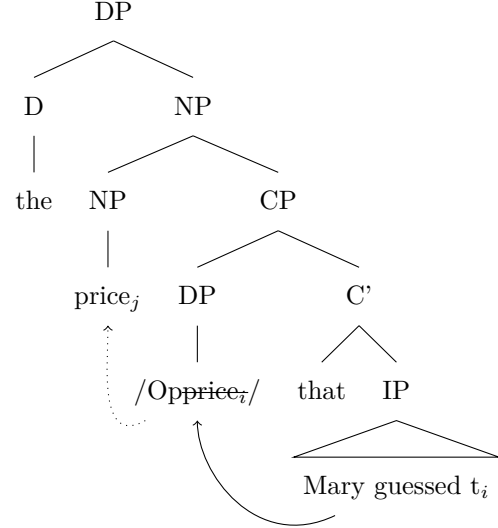 DP
D NP
the NP CP
price_j DP C'
/Opprice_i/ that IP
Mary guessed t_i